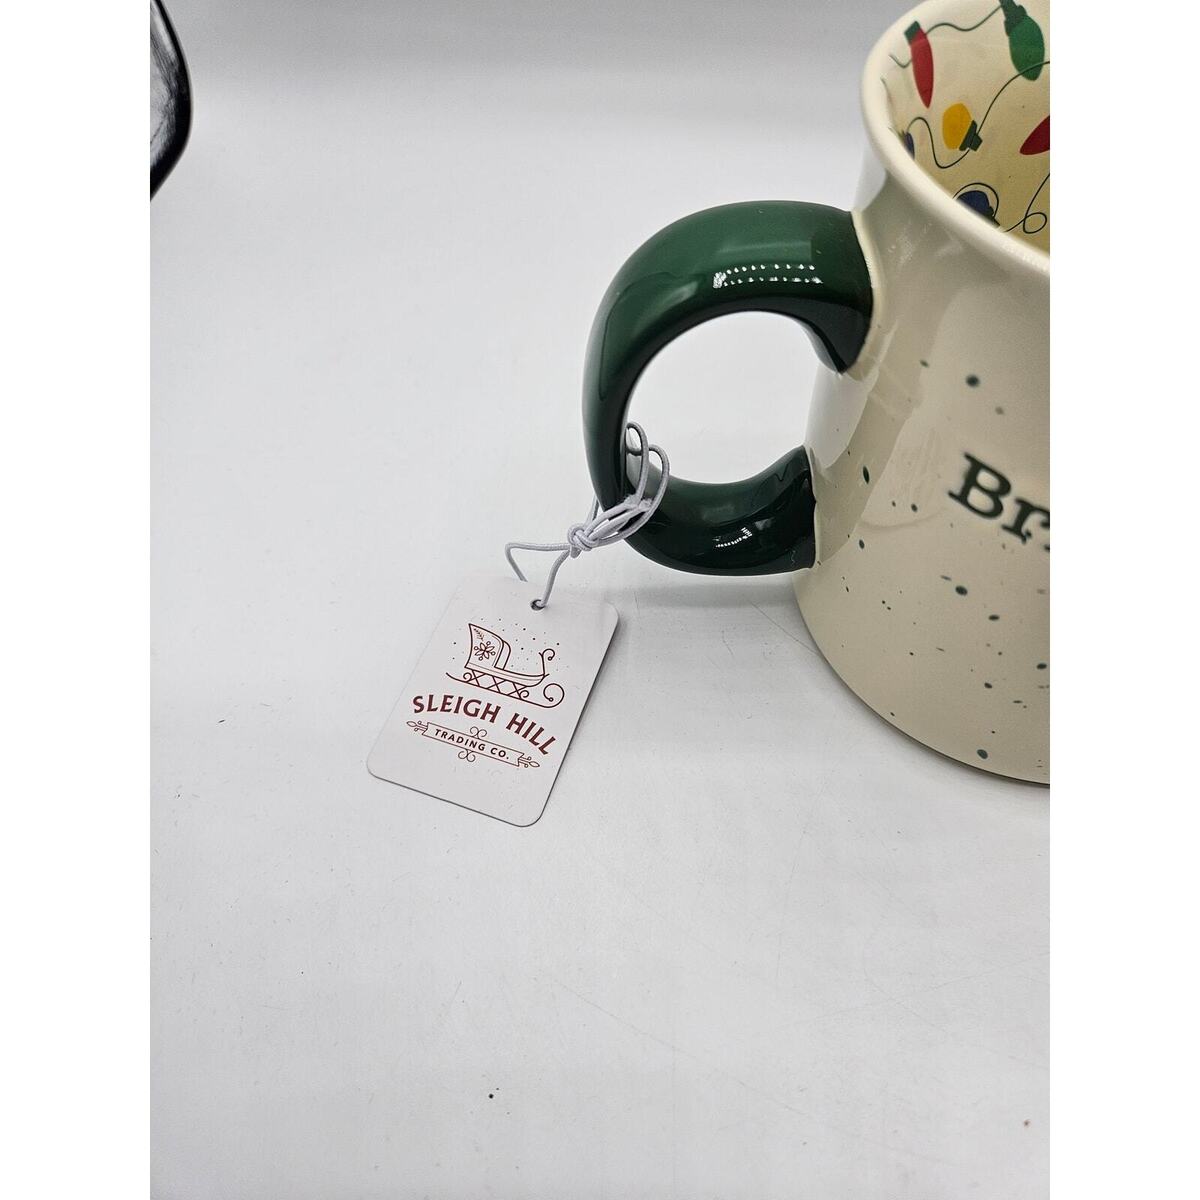 Br
SLEIGH HILL
TRADING CO.